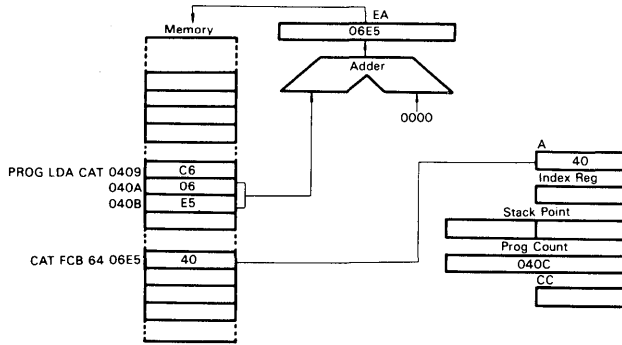 EA
Memory
06E5
Adder
0000
A
PROG LDA CAT 0409 C6
40
040A 06
Index Reg
040B E5
Stack Point
Prog Count
CAT FCB 64 06E5 40
040C
CC